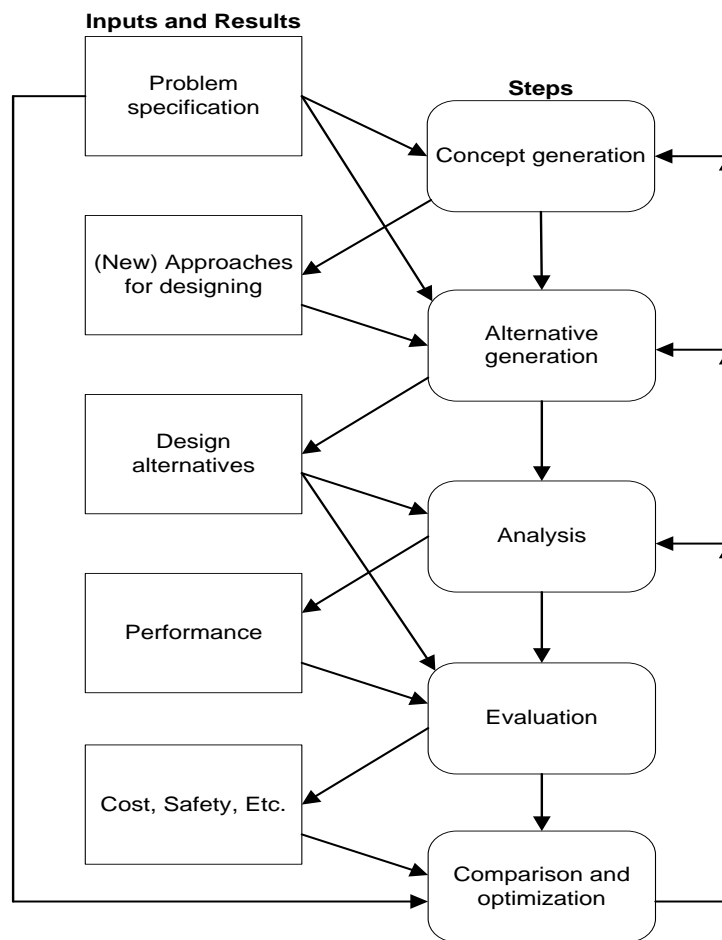 Inputs and Results
Problem
specification
Steps
Concept generation
(New) Approaches
for designing
Alternative
generation
Design
alternatives
Analysis
Performance
Evaluation
Cost, Safety, Etc.
Comparison and
optimization